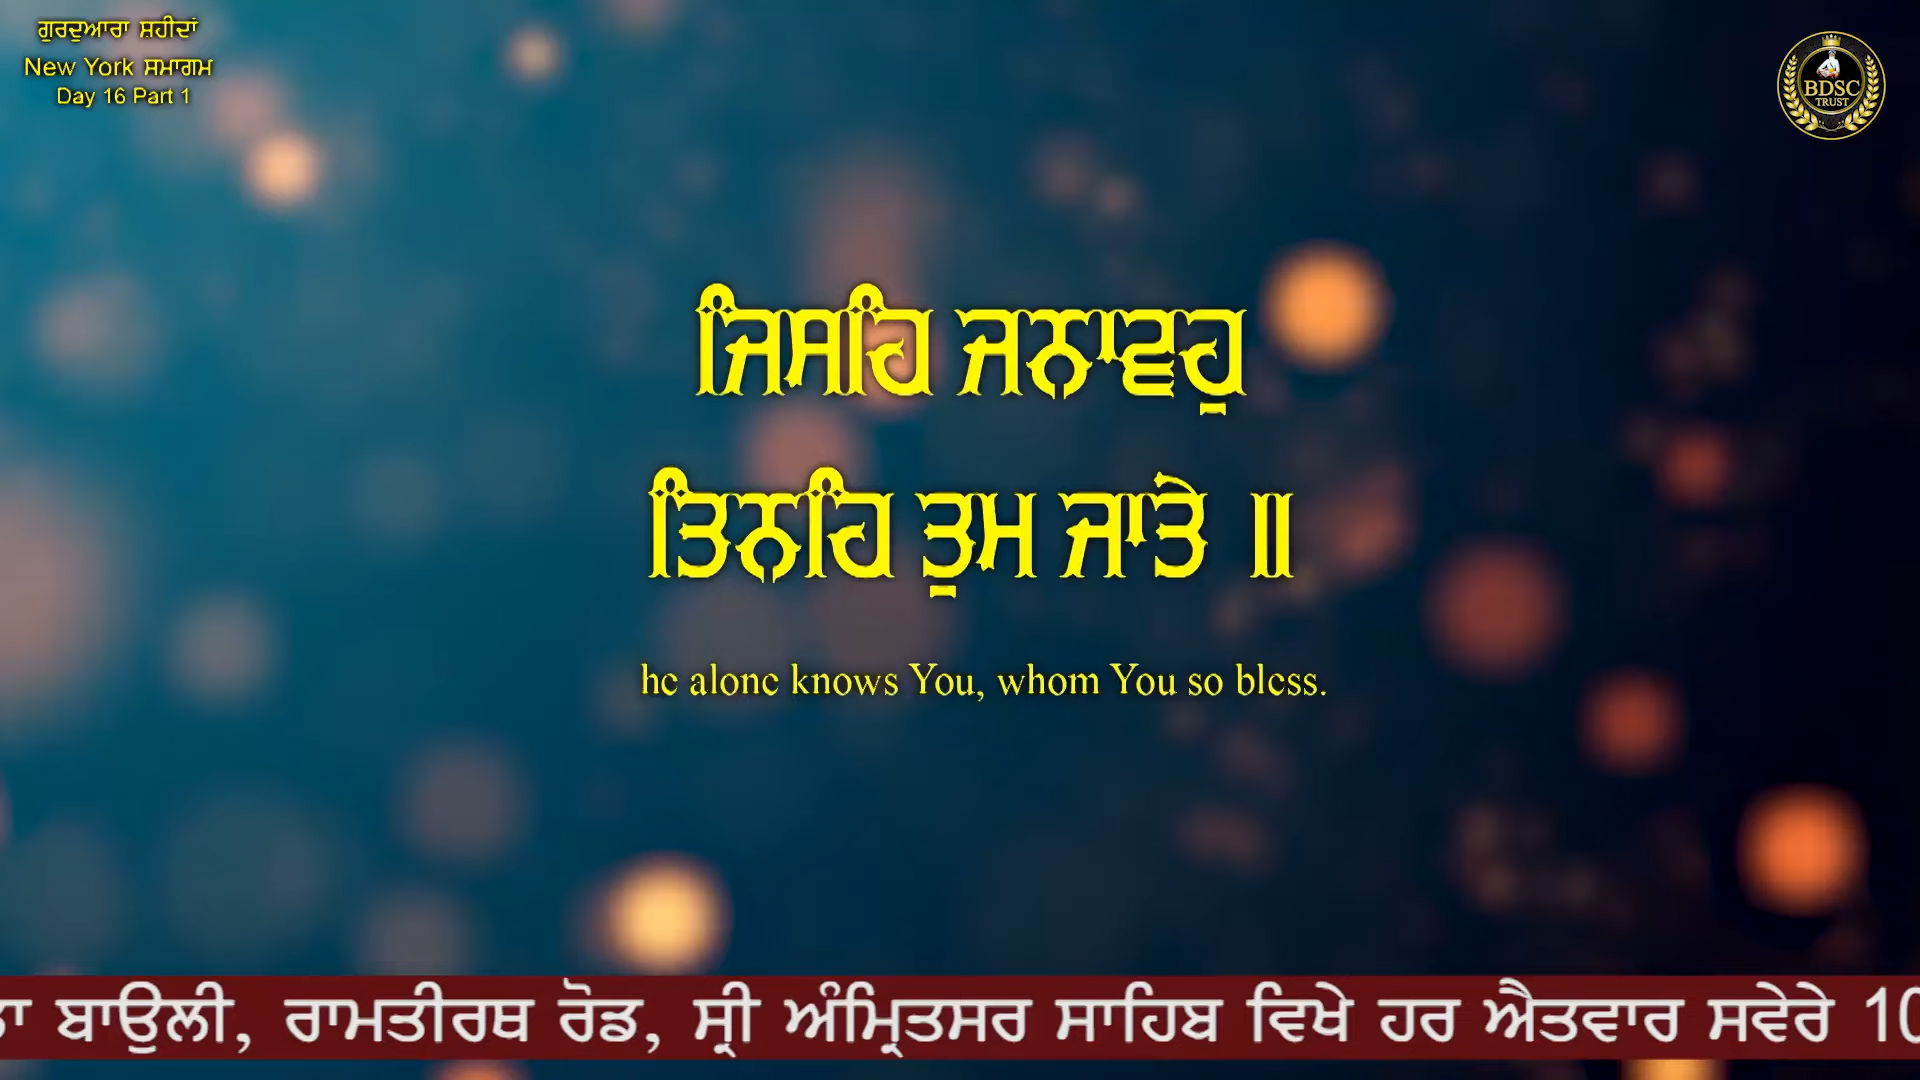 ਗੁਰਦੁਆਰਾ ਸ਼ਹੀਦਾਂ
New York ਸਮਾਗਮ
Day 16 Part 1
BDSC
TRUST
ਜਿਸਹਿ ਜਨਾਵਹੁ
ਤਿਨਹਿ ਤੁਮ ਜਾਤੇ ॥
he alone knows You, whom You so bless.
ਬਾਉਲੀ, ਰਾਮਤੀਰਥ ਰੋਡ, ਸ੍ਰੀ ਅੰਮ੍ਰਿਤਸਰ ਸਾਹਿਬ ਵਿਖੇ ਹਰ ਐਤਵਾਰ ਸਵੇਰੇ 10